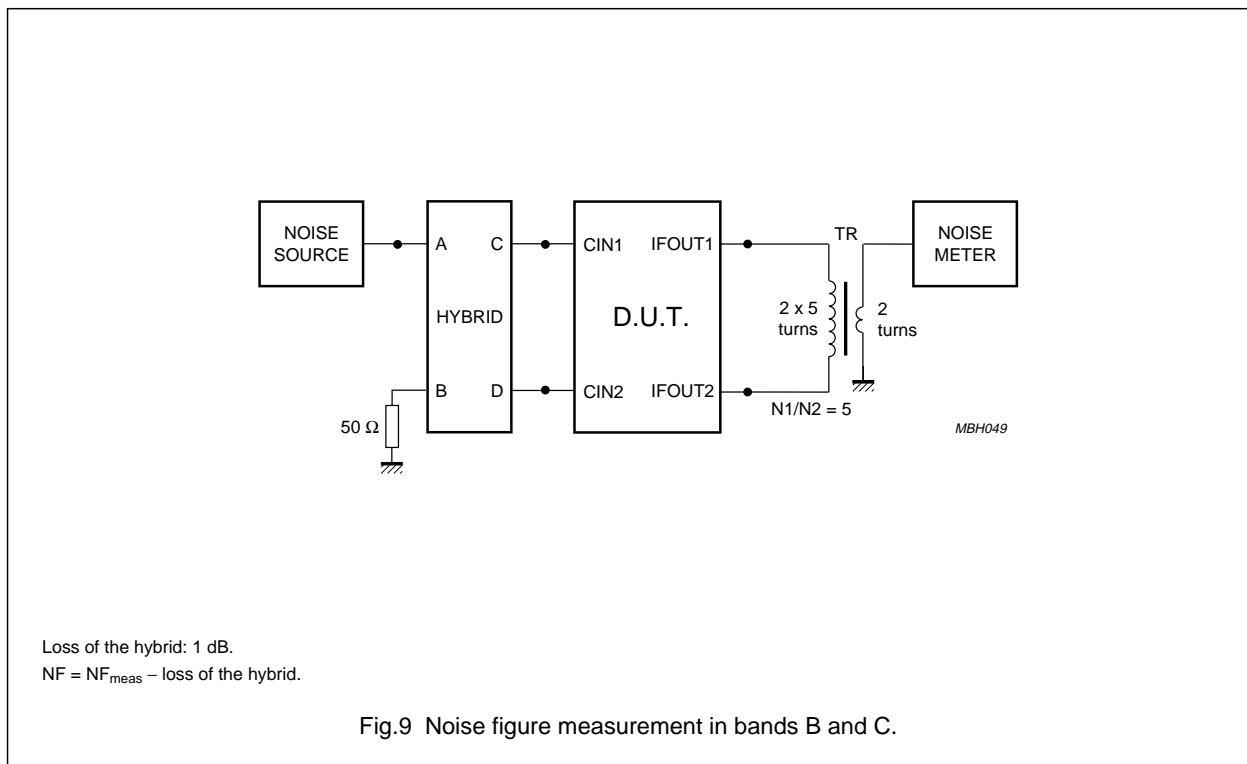 NOISE
SOURCE
A
C
CIN1
IFOUT1
TR
NOISE
METER
HYBRID
D.U.T.
2 x 5
turns
2
turns
B
D
CIN2
IFOUT2
N1/N2 = 5
50 Ω
MBH049
Loss of the hybrid: 1 dB.
NF = NFmeas − loss of the hybrid.
Fig.9 Noise figure measurement in bands B and C.